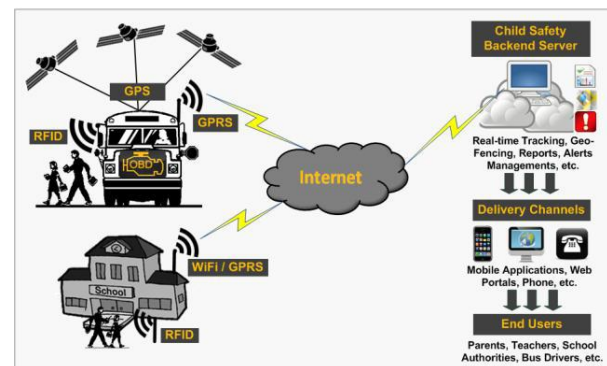 GPS
GPRS
RFID
OBD
Internet
WiFi / GPRS
School
RFID
Child Safety
Backend Server
Real-time Tracking, Geo-
Fencing, Reports, Alerts
Managements, etc.
Delivery Channels
Mobile Applications, Web
Portals, Phone, etc.
End Users
Parents, Teachers, School
Authorities, Bus Drivers, etc.